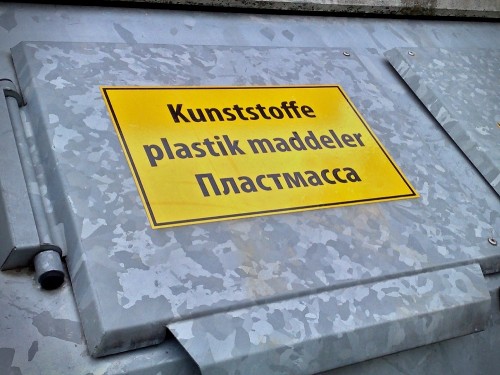 Kunststoffe
plastik maddeler
Пластмасса